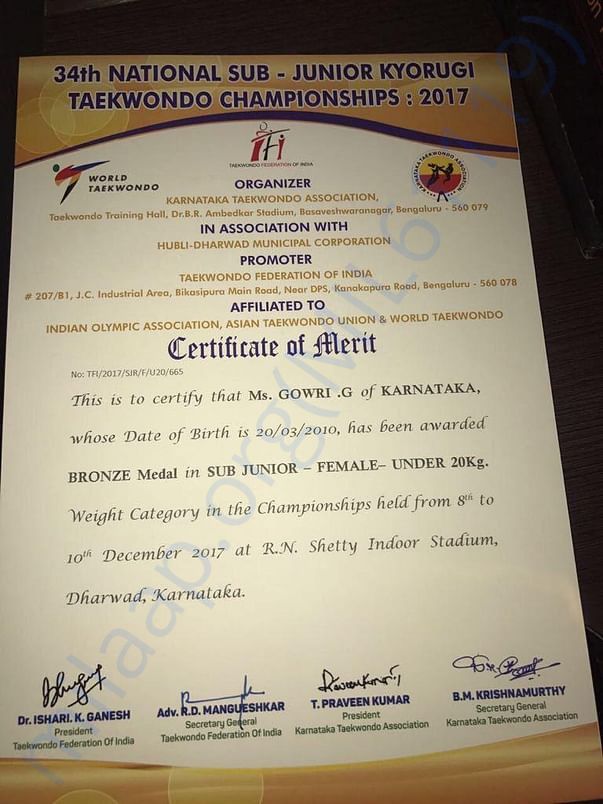 34th NATIONAL SUB - JUNIOR KYORUGI
TAEKWONDO CHAMPIONSHIPS : 2017
TFI
TAEKWONDO FEDERATION OF INDIA
WORLD
TAEKWONDO
KARNATAKA TAEKWONDO ASSOCIATION
ORGANIZER
KARNATAKA TAEKWONDO ASSOCIATION,
Taekwondo Training Hall, Dr.B.R. Ambedkar Stadium, Basaveshwaranagar, Bengaluru - 560 079
IN ASSOCIATION WITH
HUBLI-DHARWAD MUNICIPAL CORPORATION
PROMOTER
TAEKWONDO FEDERATION OF INDIA
# 207/B1, J.C. Industrial Area, Bikasipura Main Road, Near DPS, Kanakapura Road, Bengaluru - 560 078
AFFILIATED TO
INDIAN OLYMPIC ASSOCIATION, ASIAN TAEKWONDO UNION & WORLD TAEKWONDO
Certificate of Merit
No: TFI/2017/SJR/F/U20/665
This is to certify that Ms. GOWRI .G of KARNATAKA,
whose Date of Birth is 20/03/2010, has been awarded
BRONZE Medal in SUB JUNIOR – FEMALE– UNDER 20Kg.
Weight Category in the Championships held from 8th to
10th December 2017 at R.N. Shetty Indoor Stadium,
Dharwad, Karnataka.
Dr. ISHARI. K. GANESH
President
Taekwondo Federation Of India
Adv. R.D. MANGUESHKAR
Secretary General
Taekwondo Federation Of India
T. PRAVEEN KUMAR
President
Karnataka Taekwondo Association
B.M. KRISHNAMURTHY
Secretary General
Karnataka Taekwondo Association